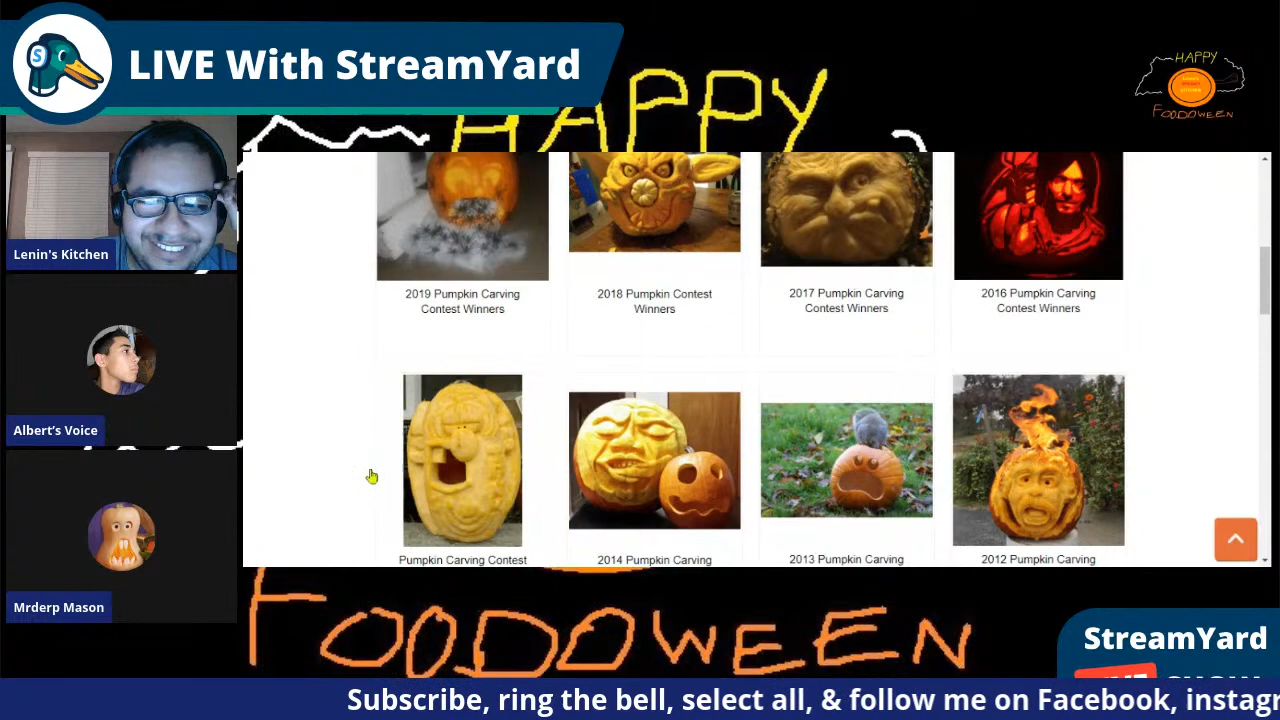 LIVE With StreamYard
HAPPY
HAPPY
FOODOWEEN
Lenin's Kitchen
Albert's Voice
Mrderp Mason
2019 Pumpkin Carving
Contest Winners
2018 Pumpkin Contest
Winners
2017 Pumpkin Carving
Contest Winners
2016 Pumpkin Carving
Contest Winners
Pumpkin Carving Contest
2014 Pumpkin Carving
2013 Pumpkin Carving
2012 Pumpkin Carving
FOODOWEEN
StreamYard
Subscribe, ring the bell, select all, & follow me on Facebook, instagr